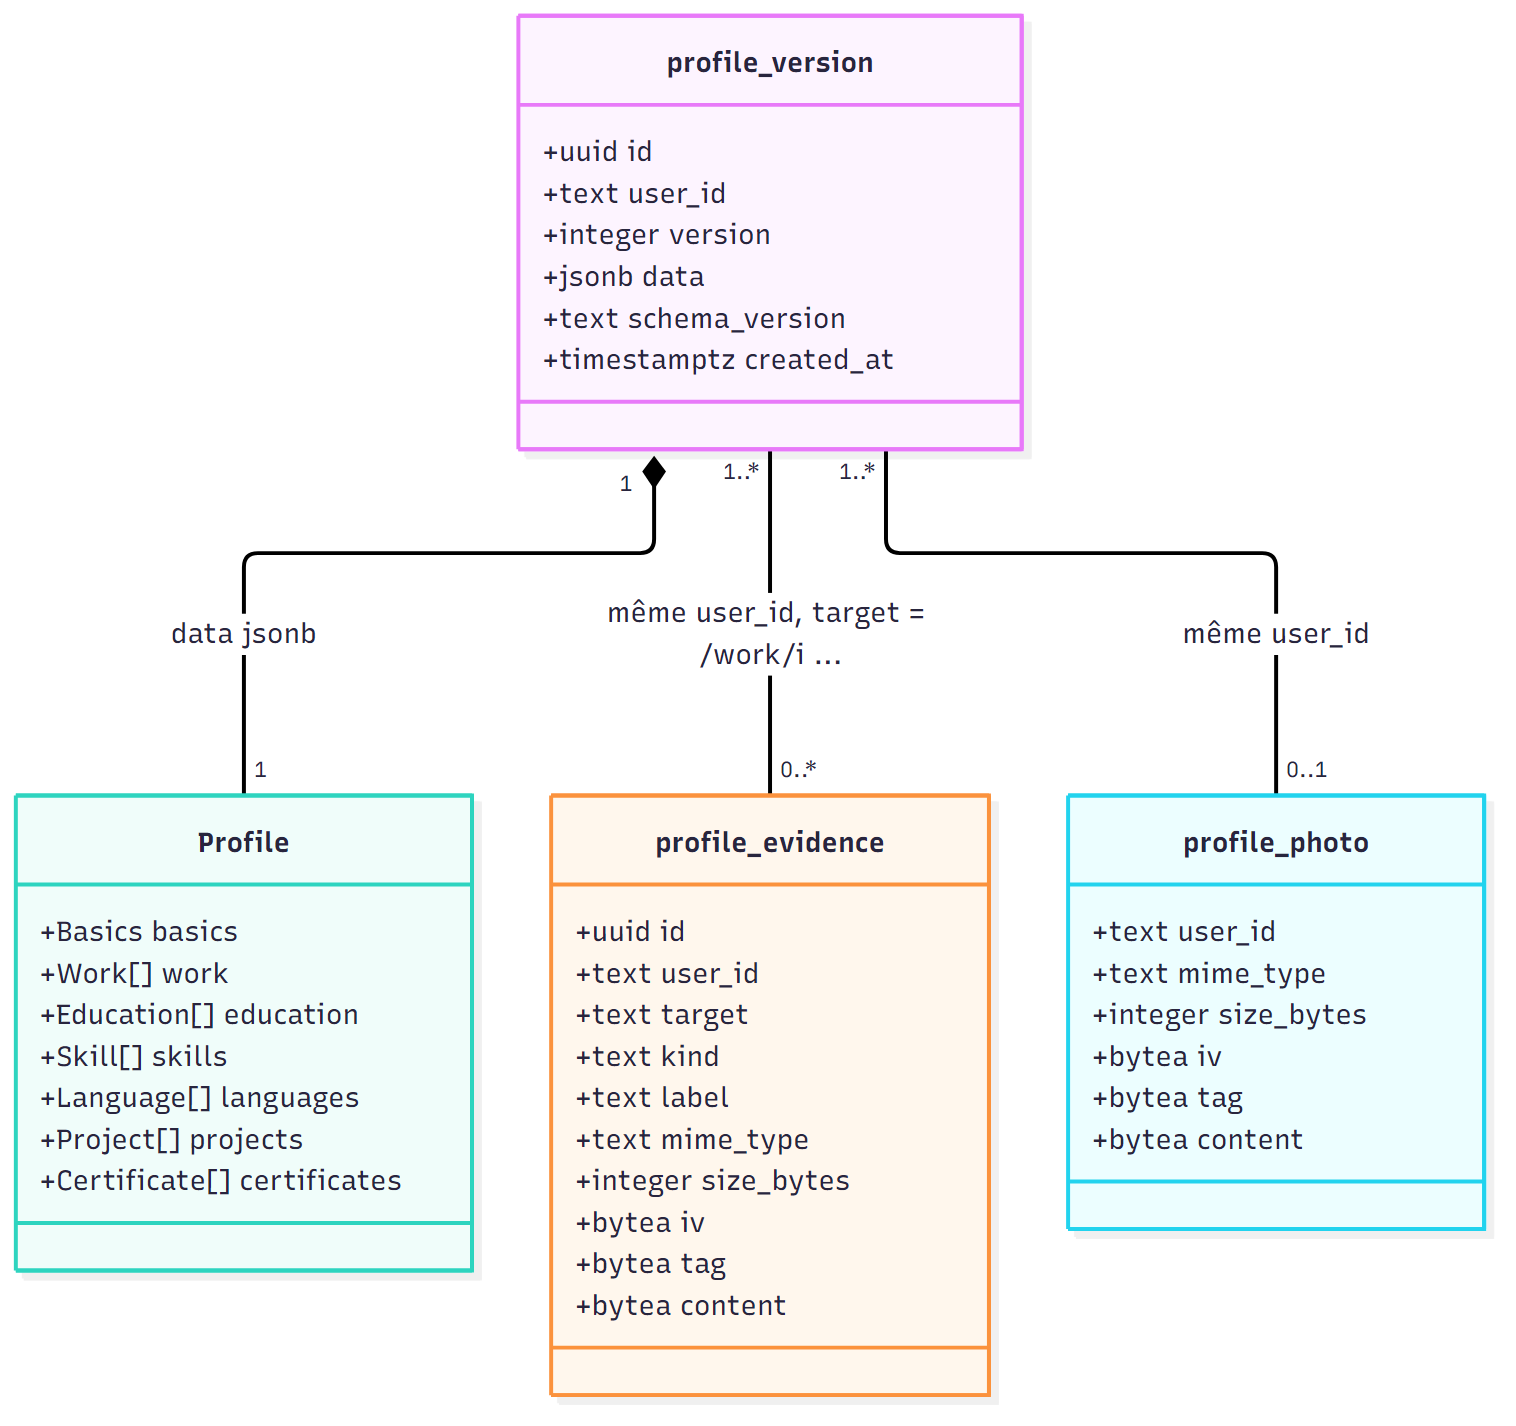 profile_version
+uuid id
+text user_id
+integer version
+jsonb data
+text schema_version
+timestamptz created_at
1
1..*
1..*
data jsonb
même user_id, target =
/work/i ...
même user_id
1
0..*
0..1
Profile
+Basics basics
+Work[] work
+Education[] education
+Skill[] skills
+Language[] languages
+Project[] projects
+Certificate[] certificates
profile_evidence
+uuid id
+text user_id
+text target
+text kind
+text label
+text mime_type
+integer size_bytes
+bytea iv
+bytea tag
+bytea content
profile_photo
+text user_id
+text mime_type
+integer size_bytes
+bytea iv
+bytea tag
+bytea content